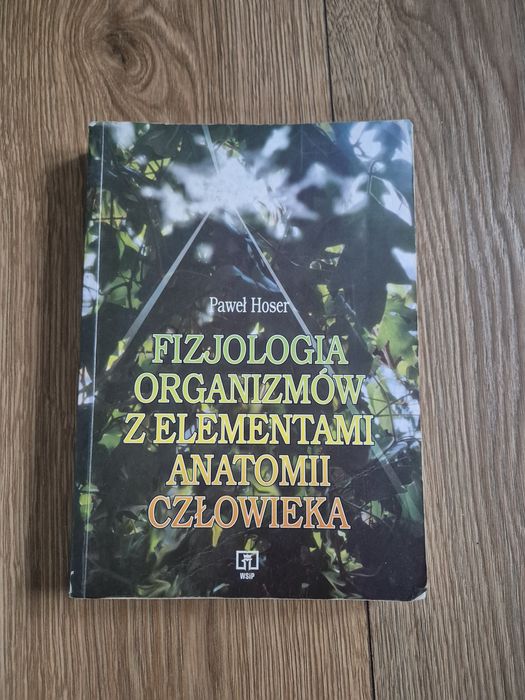 Paweł Hoser
FIZJOLOGIA
ORGANIZMÓW
Z ELEMENTAMI
ANATOMII
CZŁOWIEKA
WSiP